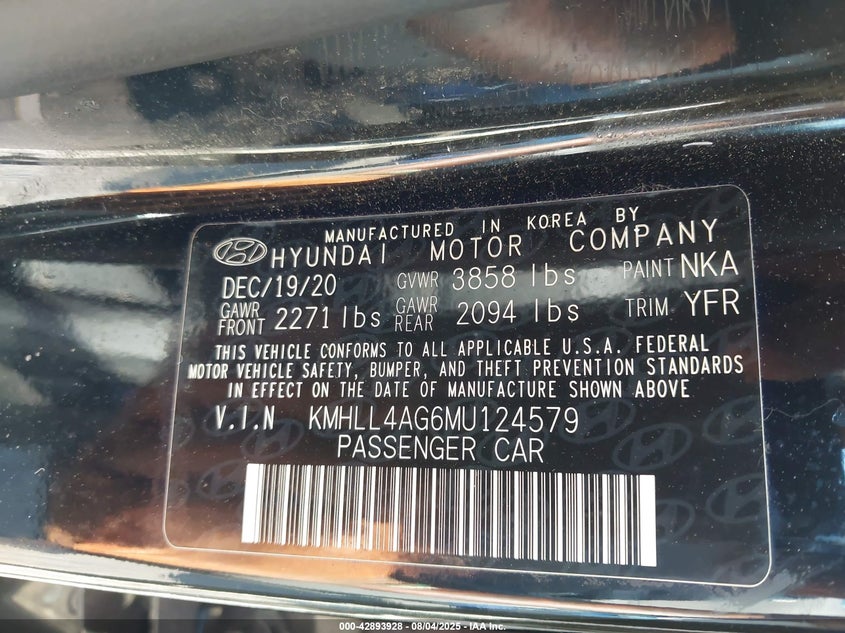 MANUFACTURED IN KOREA BY
HYUNDAI MOTOR COMPANY
DEC/19/20 GVWR 3858 lbs PAINT NKA
GAWR FRONT 2271 lbs GAWR REAR 2094 lbs TRIM YFR
THIS VEHICLE CONFORMS TO ALL APPLICABLE U.S.A. FEDERAL
MOTOR VEHICLE SAFETY, BUMPER, AND THEFT PREVENTION STANDARDS
IN EFFECT ON THE DATE OF MANUFACTURE SHOWN ABOVE
V.I.N KMHLL4AG6MU124579
PASSENGER CAR
000-42893928 - 08/04/2025 - IAA Inc.